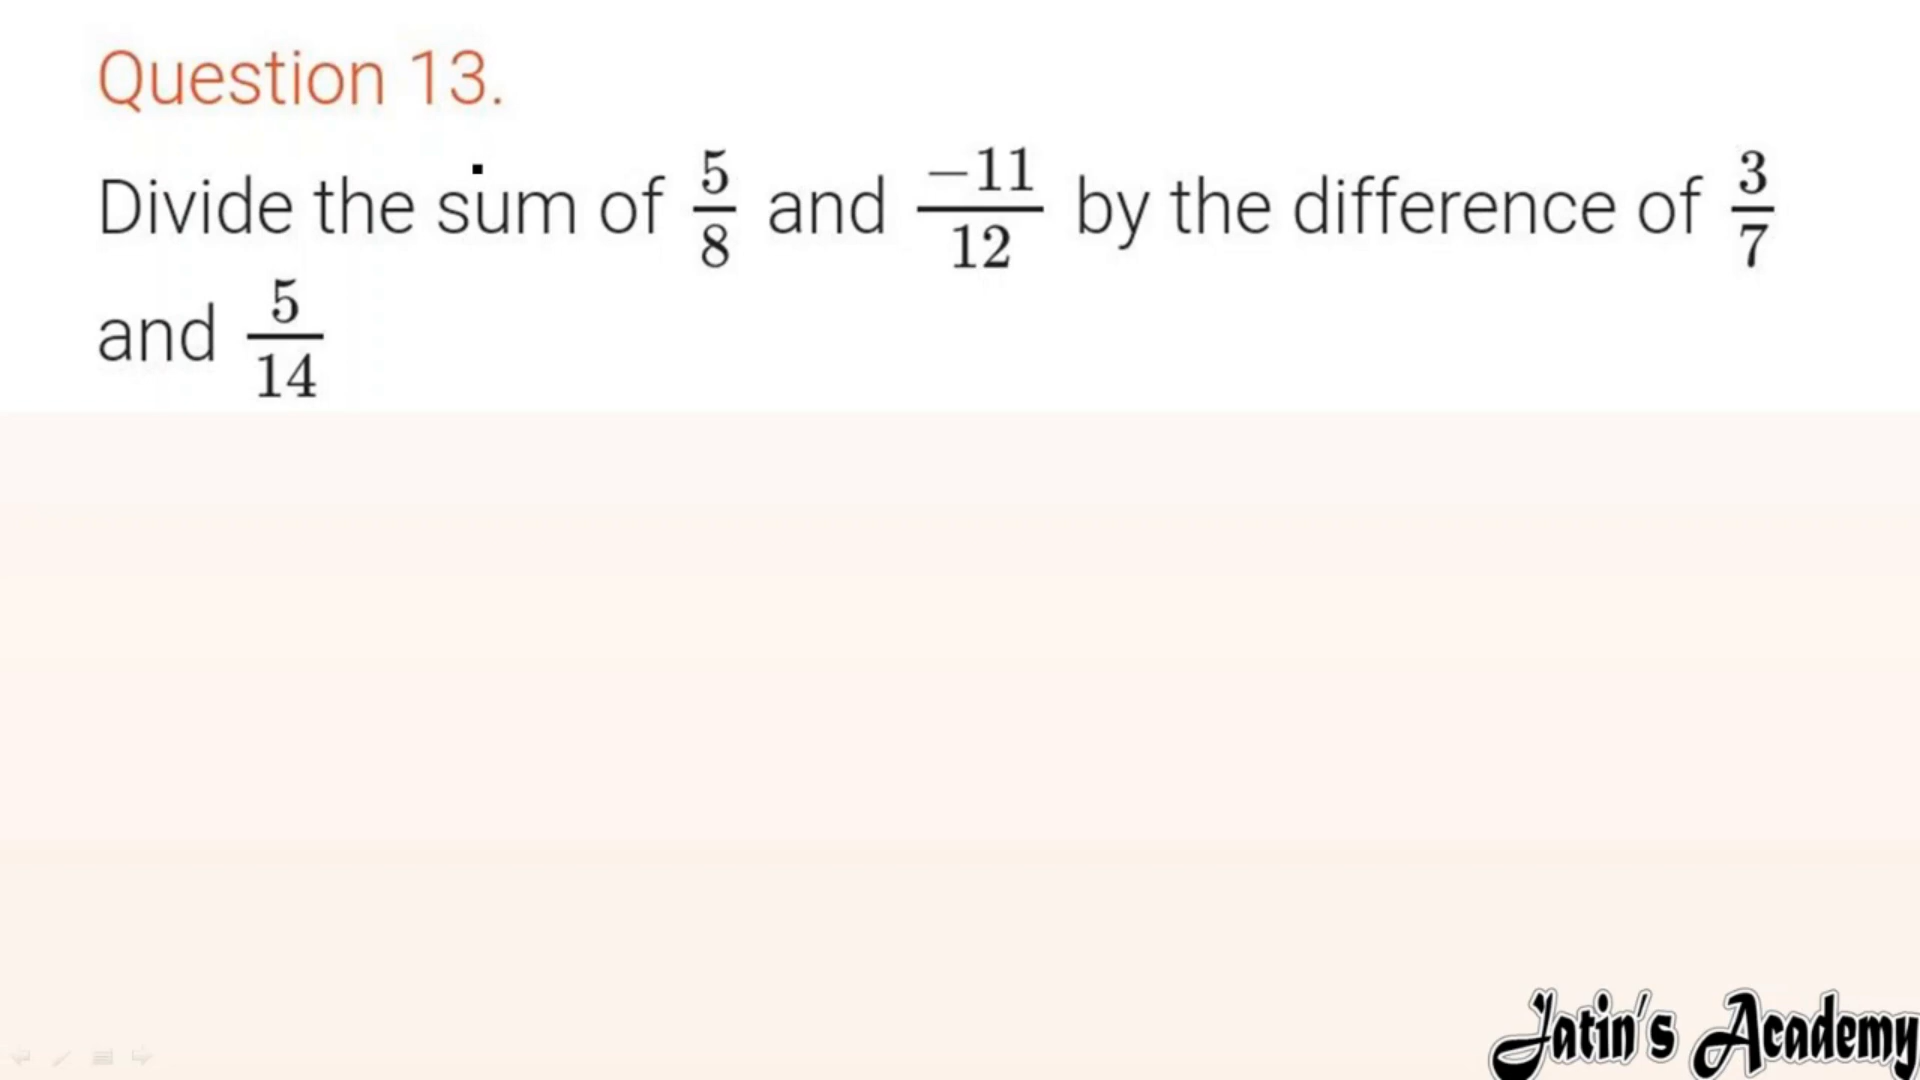 Question 13.
Divide the sum of 5/8 and -11/12 by the difference of 3/7
and 5/14
Jatin's Academy